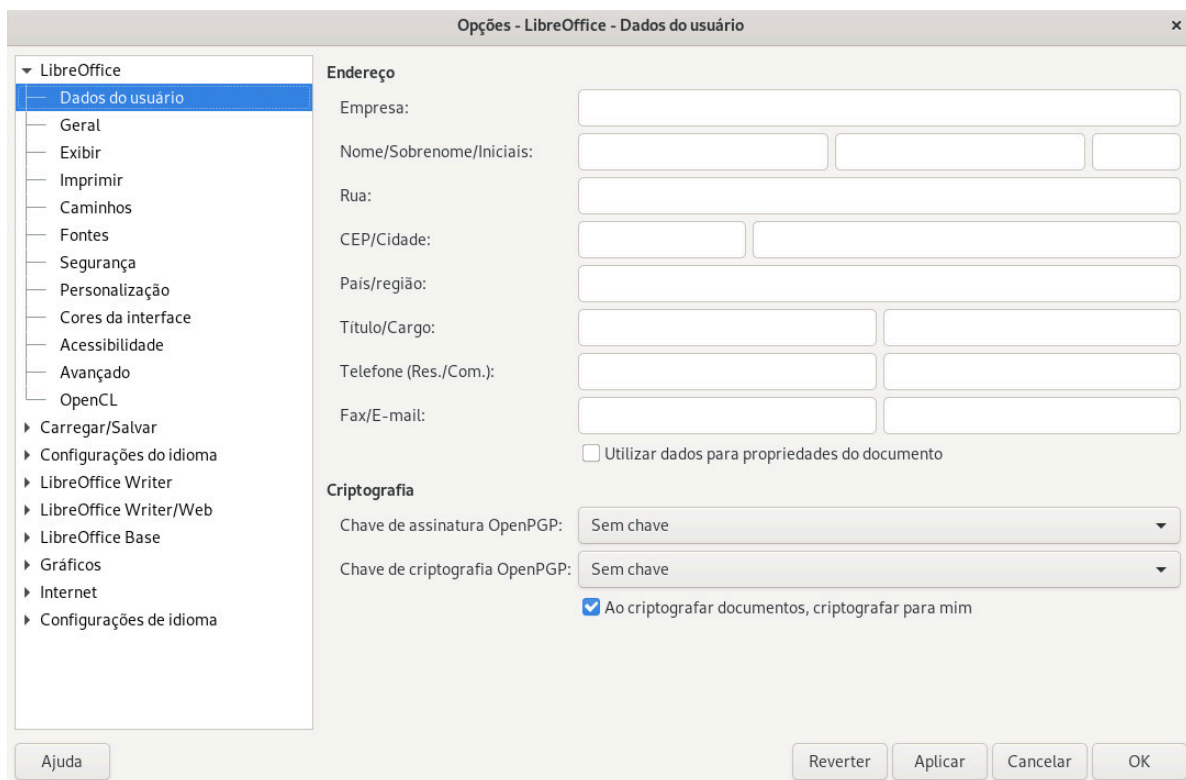 Opções - LibreOffice - Dados do usuário
LibreOffice
Dados do usuário
Geral
Exibir
Imprimir
Caminhos
Fontes
Segurança
Personalização
Cores da interface
Acessibilidade
Avançado
OpenCL
Carregar/Salvar
Configurações do idioma
LibreOffice Writer
LibreOffice Writer/Web
LibreOffice Base
Gráficos
Internet
Configurações de idioma
Endereço
Empresa:
Nome/Sobrenome/Iniciais:
Rua:
CEP/Cidade:
País/região:
Título/Cargo:
Telefone (Res./Com.):
Fax/E-mail:
Utilizar dados para propriedades do documento
Criptografia
Chave de assinatura OpenPGP: Sem chave
Chave de criptografia OpenPGP: Sem chave
Ao criptografar documentos, criptografar para mim
Ajuda Reverter Aplicar Cancelar OK